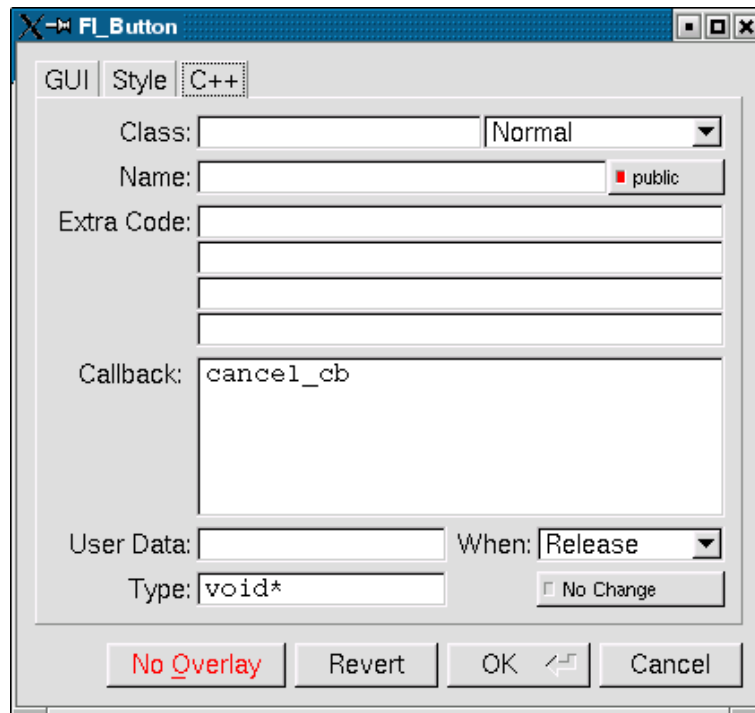 Fl_Button
GUI Style C++
Class: Normal
Name: public
Extra Code:
Callback: cancel_cb
User Data: When: Release
Type: void* No Change
No Overlay Revert OK Cancel